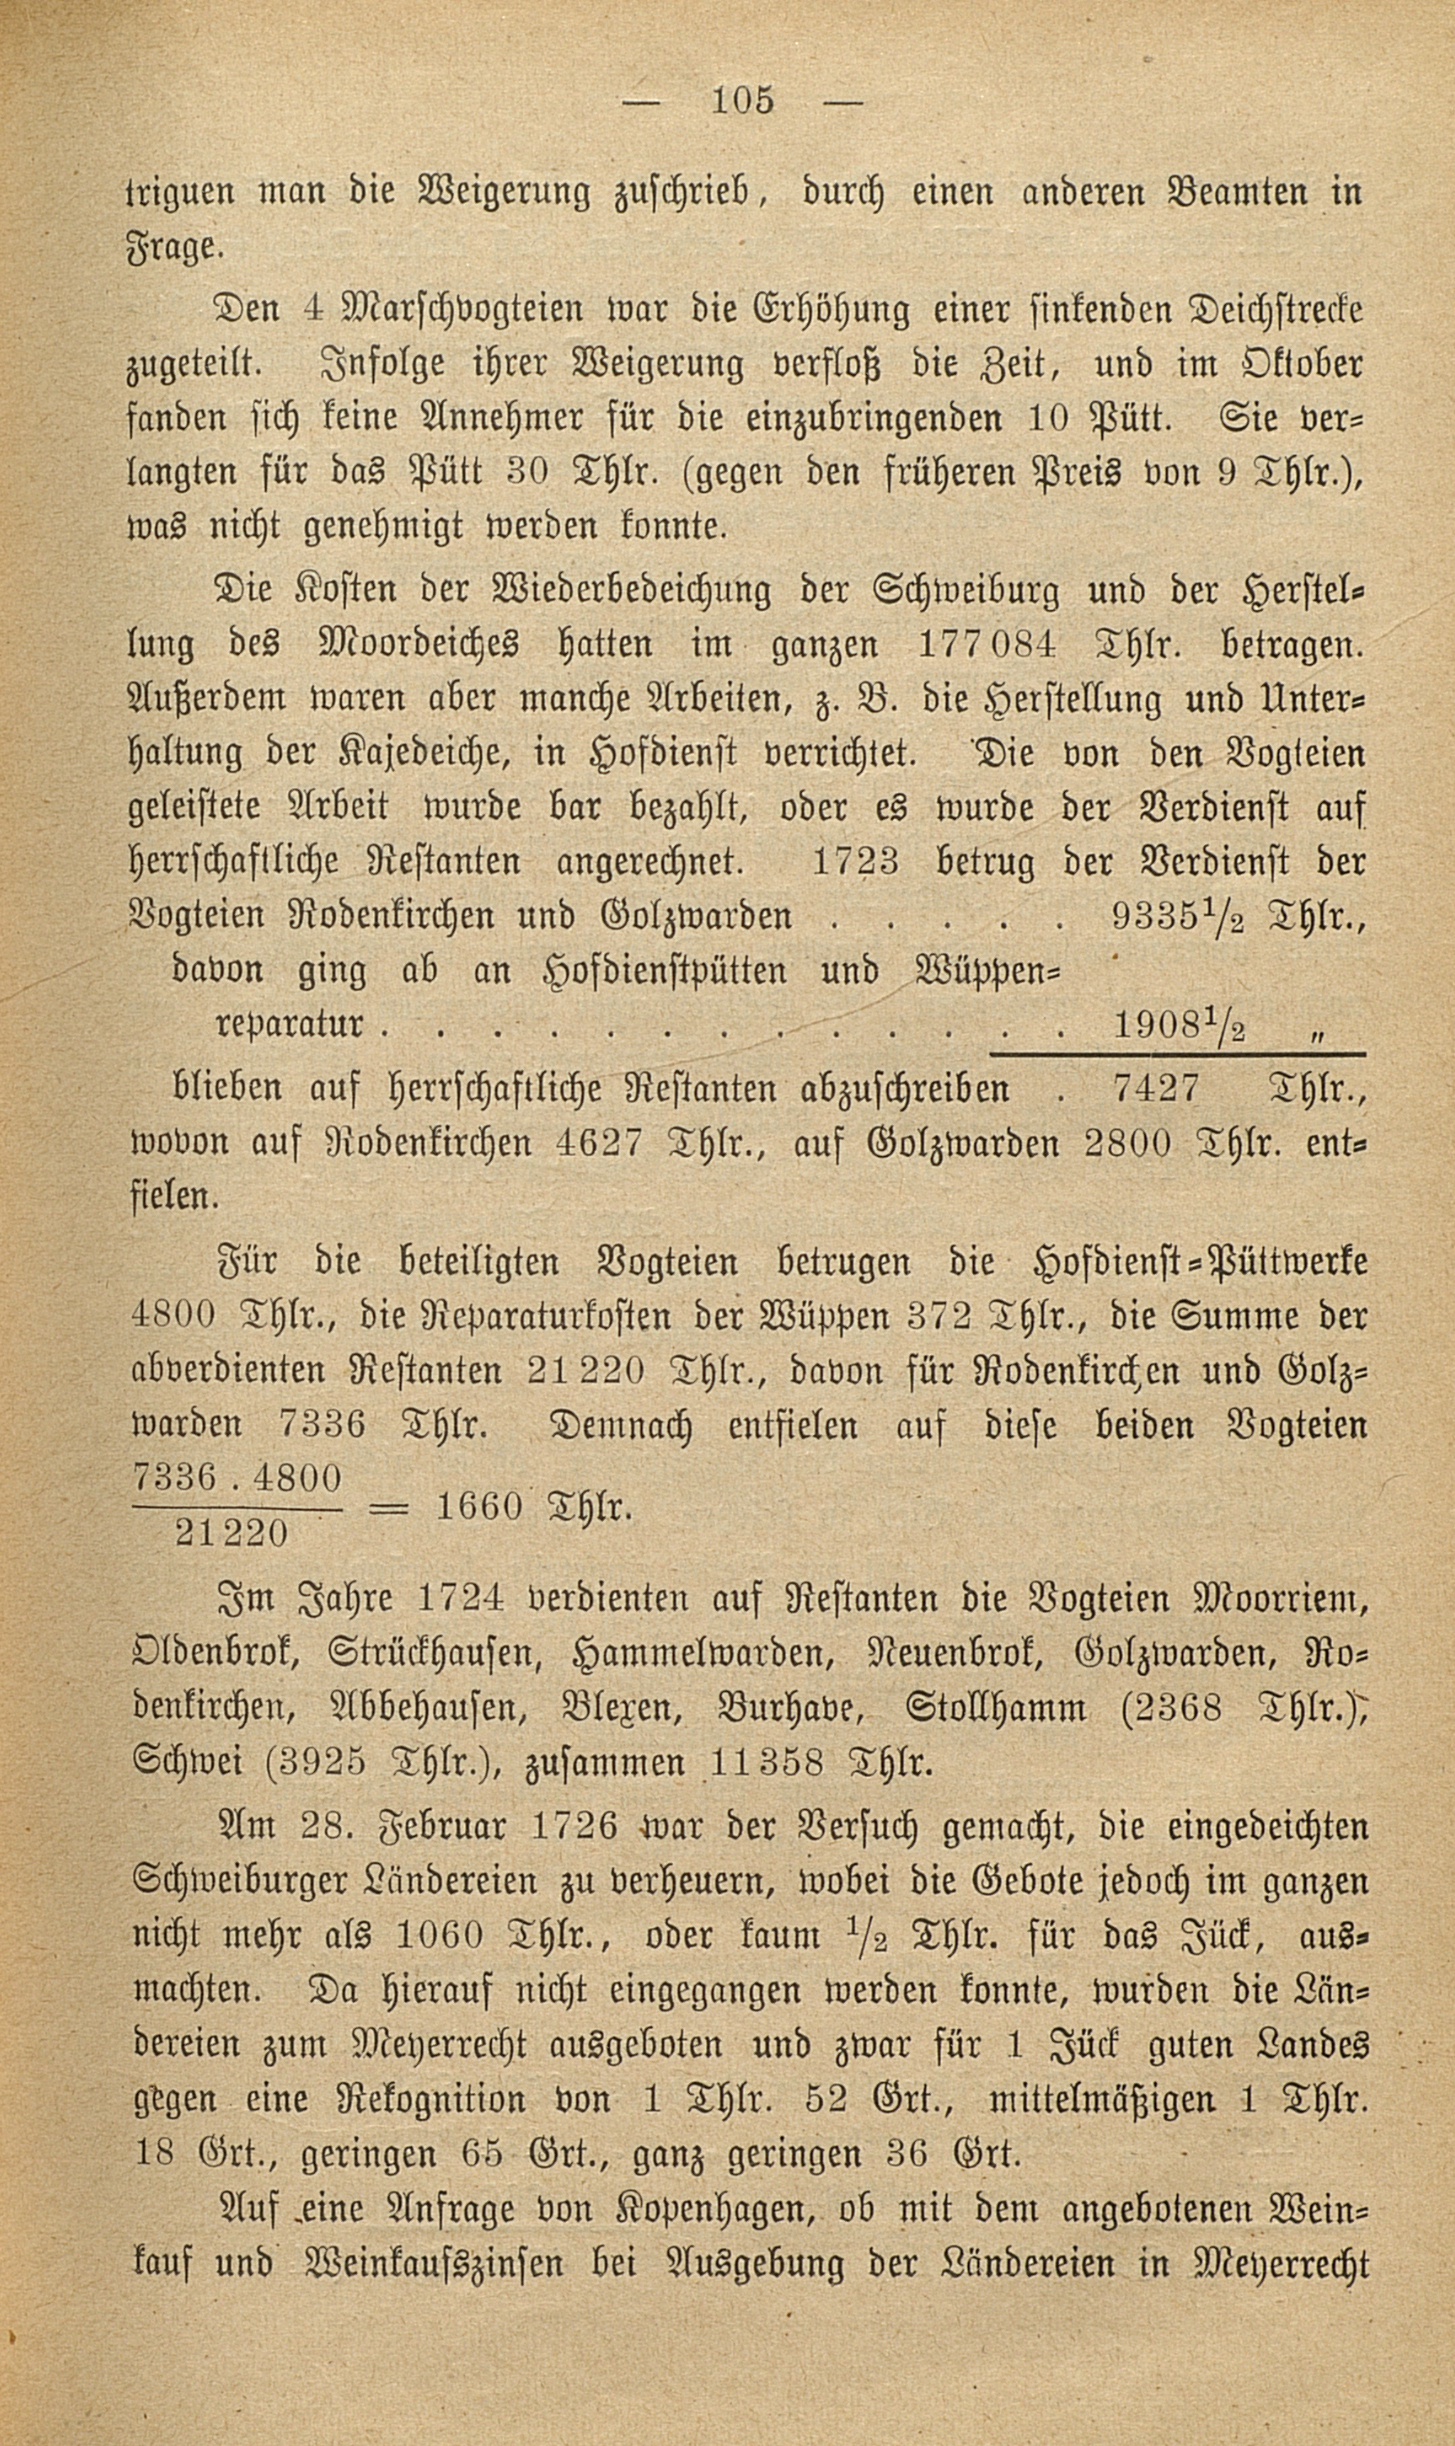 — 105 —
triguen man die Weigerung zuschrieb, durch einen anderen Beamten in
Frage.
Den 4 Marschvogteien war die Erhöhung einer sinkenden Deichstrecke
zugeteilt. Infolge ihrer Weigerung verfloß die Zeit, und im Oktober
fanden sich keine Annehmer für die einzubringenden 10 Pütt. Sie ver-
langten für das Pütt 30 Thlr. (gegen den früheren Preis von 9 Thlr.),
was nicht genehmigt werden konnte.
Die Kosten der Wiederbedeichung der Schweiburg und der Herstel-
lung des Moordeiches hatten im ganzen 177 084 Thlr. betragen.
Außerdem waren aber manche Arbeiten, z. B. die Herstellung und Unter-
haltung der Kajedeiche, in Hofdienst verrichtet. Die von den Vogteien
geleistete Arbeit wurde bar bezahlt, oder es wurde der Verdienst auf
herrschaftliche Restanten angerechnet. 1723 betrug der Verdienst der
Vogteien Rodenkirchen und Golzwarden . . . . . 9335 1/2 Thlr.,
davon ging ab an Hofdienstpütten und Wüppen-
reparatur . . . . . . . . . . . . . 1908 1/2 „
blieben auf herrschaftliche Restanten abzuschreiben . 7427 Thlr.,
wovon auf Rodenkirchen 4627 Thlr., auf Golzwarden 2800 Thlr. ent-
fielen.
Für die beteiligten Vogteien betrugen die Hofdienst-Püttwerke
4800 Thlr., die Reparaturkosten der Wüppen 372 Thlr., die Summe der
abverdienten Restanten 21 220 Thlr., davon für Rodenkirchen und Golz-
warden 7336 Thlr. Demnach entfielen auf diese beiden Vogteien
7336 . 4800
21 220
= 1660 Thlr.
Im Jahre 1724 verdienten auf Restanten die Vogteien Moorriem,
Oldenbrok, Strückhausen, Hammelwarden, Neuenbrok, Golzwarden, Ro-
denkirchen, Abbehausen, Blexen, Burhave, Stollhamm (2368 Thlr.),
Schwei (3925 Thlr.), zusammen 11 358 Thlr.
Am 28. Februar 1726 war der Versuch gemacht, die eingedeichten
Schweiburger Ländereien zu verheuern, wobei die Gebote jedoch im ganzen
nicht mehr als 1060 Thlr., oder kaum 1/2 Thlr. für das Jück, aus-
machten. Da hierauf nicht eingegangen werden konnte, wurden die Län-
dereien zum Meyerrecht ausgeboten und zwar für 1 Jück guten Landes
gegen eine Rekognition von 1 Thlr. 52 Grt., mittelmäßigen 1 Thlr.
18 Grt., geringen 65 Grt., ganz geringen 36 Grt.
Auf eine Anfrage von Kopenhagen, ob mit dem angebotenen Wein-
kauf und Weinkaufszinsen bei Ausgebung der Ländereien in Meyerrecht